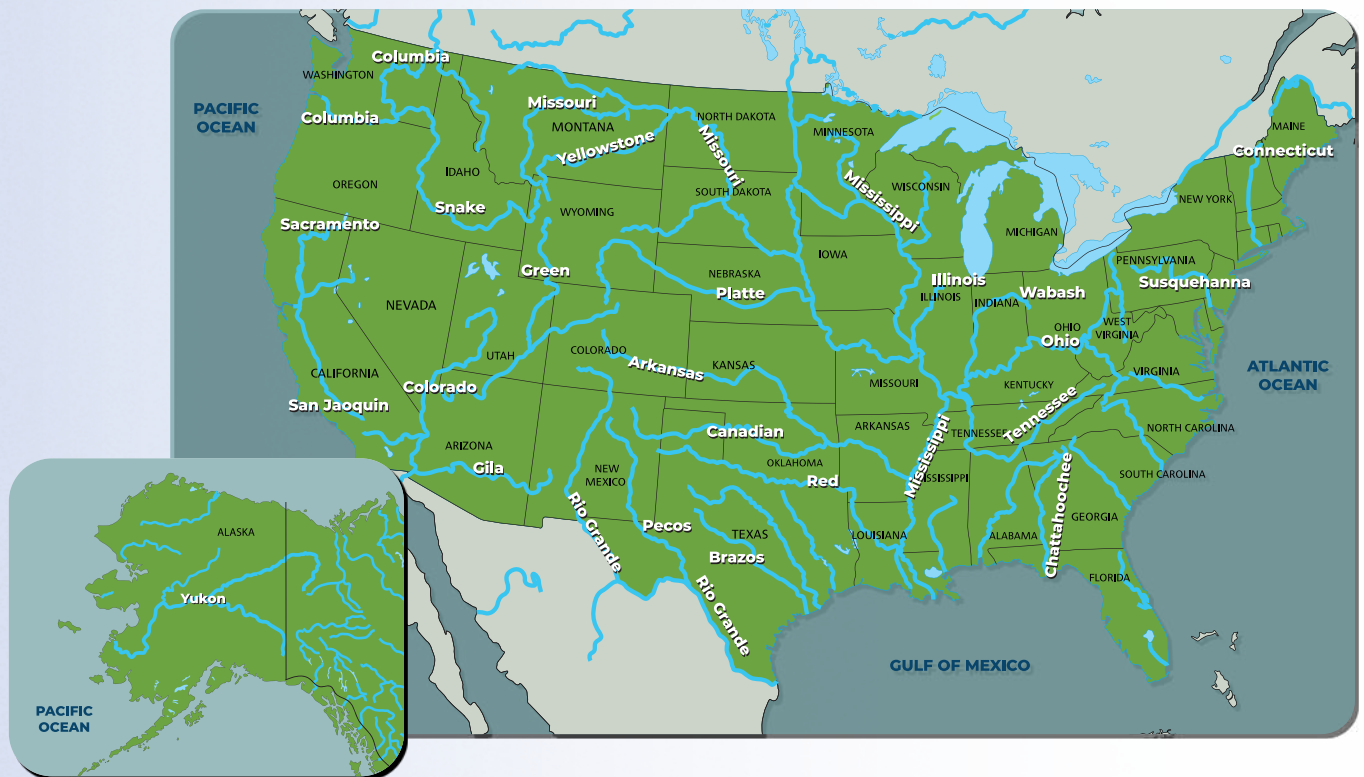 Columbia
WASHINGTON
PACIFIC
OCEAN
Columbia
Missouri
MONTANA
Yellowstone
NORTH DAKOTA
Missouri
MINNESOTA
MAINE
Connecticut
IDAHO
OREGON
Snake
SOUTH DAKOTA
Mississippi
WISCONSIN
NEW YORK
Sacramento
WYOMING
MICHIGAN
IOWA
Green
NEBRASKA
Platte
Illinois
ILLINOIS
INDIANA
Wabash
PENNSYLVANIA
Susquehanna
NEVADA
OHIO
Ohio
WEST
VIRGINIA
UTAH
COLORADO
Arkansas
KANSAS
CALIFORNIA
Colorado
MISSOURI
KENTUCKY
VIRGINIA
ATLANTIC
OCEAN
San Jaoquin
ARIZONA
Gila
Canadian
ARKANSAS
Mississippi
TENNESSEE
Tennessee
NORTH CAROLINA
OKLAHOMA
NEW
MEXICO
Red
SISSIPPI
SOUTH CAROLINA
Rio Grande
Pecos
TEXAS
Brazos
LOUISIANA
ALABAMA
Chattahoochee
GEORGIA
FLORIDA
Rio Grande
GULF OF MEXICO
ALASKA
Yukon
PACIFIC
OCEAN